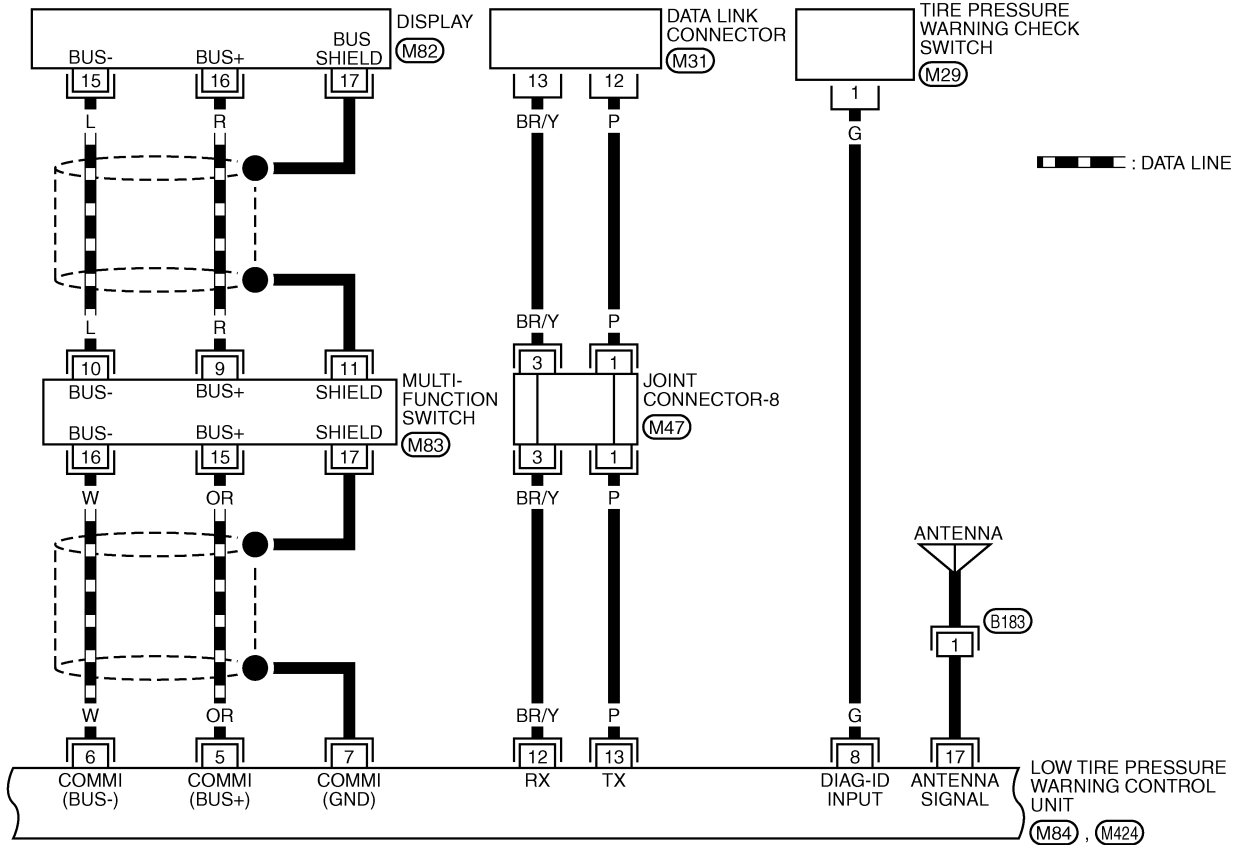 DISPLAY
M82
BUS-
BUS+
BUS
SHIELD
15
16
17
DATA LINK
CONNECTOR
M31
13
12
TIRE PRESSURE
WARNING CHECK
SWITCH
M29
1
L
R
BR/Y
P
G
: DATA LINE
L
R
BR/Y
P
10
9
11
3
1
BUS-
BUS+
SHIELD
MULTI-
FUNCTION
SWITCH
M83
BUS-
BUS+
SHIELD
JOINT
CONNECTOR-8
M47
16
15
17
3
1
W
OR
BR/Y
P
ANTENNA
B183
1
W
OR
BR/Y
P
G
6
5
7
12
13
8
17
COMMI
(BUS-)
COMMI
(BUS+)
COMMI
(GND)
RX
TX
DIAG-ID
INPUT
ANTENNA
SIGNAL
LOW TIRE PRESSURE
WARNING CONTROL
UNIT
M84 , M424